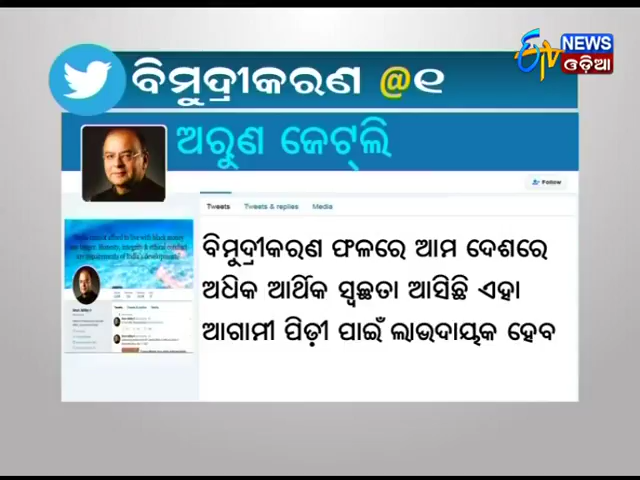 ବିମୁଦ୍ରୀକରଣ @୧
ETV NEWS
ଓଡ଼ିଆ
ଅରୁଣ ଜେଟ୍‌ଲି
Follow
Tweets Tweets & replies Media
ବିମୁଦ୍ରୀକରଣ ଫଳରେ ଆମ ଦେଶରେ
ଅଧିକ ଆର୍ଥିକ ସ୍ୱଚ୍ଛତା ଆସିଛି ଏହା
ଆଗାମୀ ପିଢ଼ୀ ପାଇଁ ଲାଭଦାୟକ ହେବ